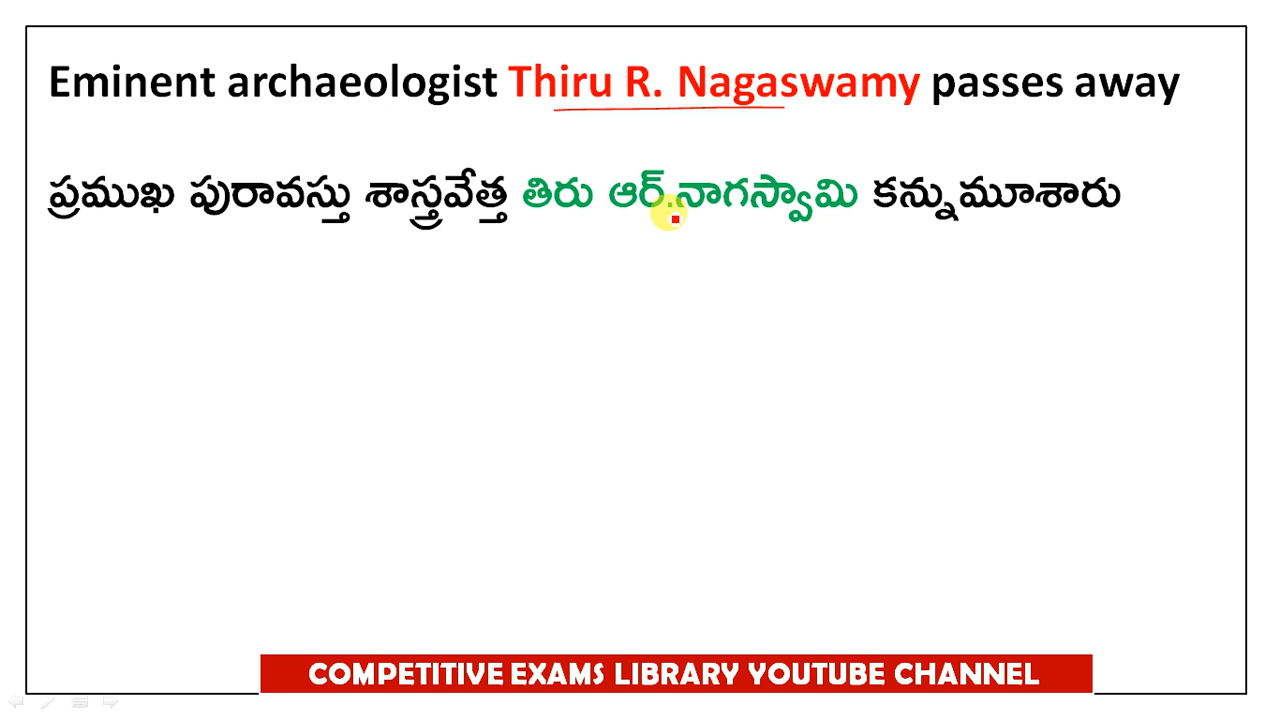 Eminent archaeologist Thiru R. Nagaswamy passes away
ప్రముఖ పురావస్తు శాస్త్రవేత్త తిరు ఆర్.నాగస్వామి కన్నుమూశారు
COMPETITIVE EXAMS LIBRARY YOUTUBE CHANNEL